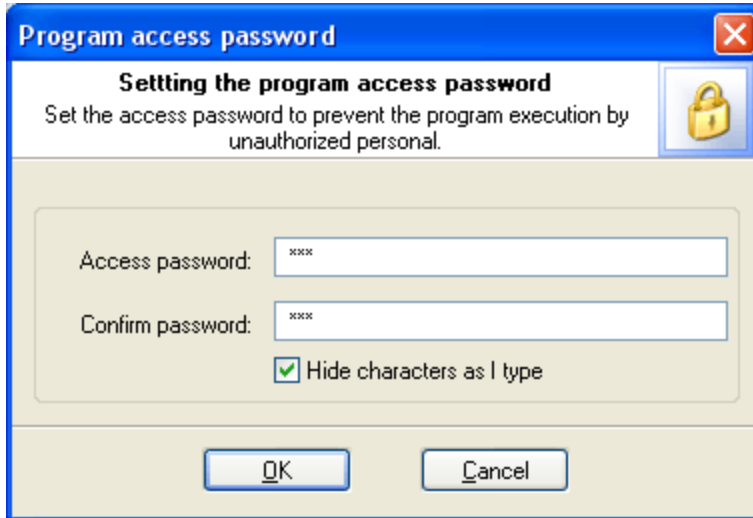 Program access password
Settting the program access password
Set the access password to prevent the program execution by
unauthorized personal.
Access password: ***
Confirm password: ***
Hide characters as I type
OK Cancel